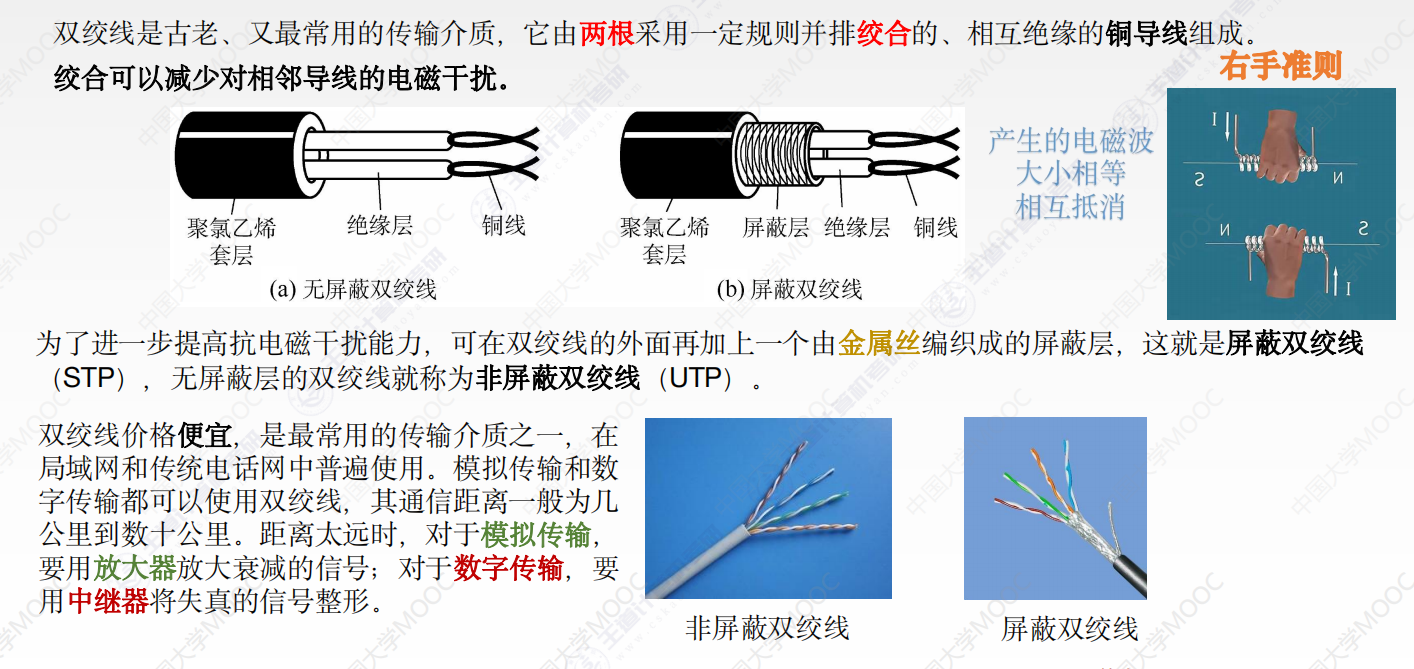 双绞线是古老、又最常用的传输介质，它由两根采用一定规则并排绞合的、相互绝缘的铜导线组成。
绞合可以减少对相邻导线的电磁干扰。
右手准则
聚氯乙烯
套层
绝缘层
铜线
(a) 无屏蔽双绞线
聚氯乙烯
套层
屏蔽层
绝缘层
铜线
(b) 屏蔽双绞线
产生的电磁波
大小相等
相互抵消
I
S
N
N
S
I
为了进一步提高抗电磁干扰能力，可在双绞线的外面再加上一个由金属丝编织成的屏蔽层，这就是屏蔽双绞线
（STP），无屏蔽层的双绞线就称为非屏蔽双绞线（UTP）。
双绞线价格便宜，是最常用的传输介质之一，在
局域网和传统电话网中普遍使用。模拟传输和数
字传输都可以使用双绞线，其通信距离一般为几
公里到数十公里。距离太远时，对于模拟传输，
要用放大器放大衰减的信号；对于数字传输，要
用中继器将失真的信号整形。
非屏蔽双绞线
屏蔽双绞线
中国大学MOOC
王道计算机考研